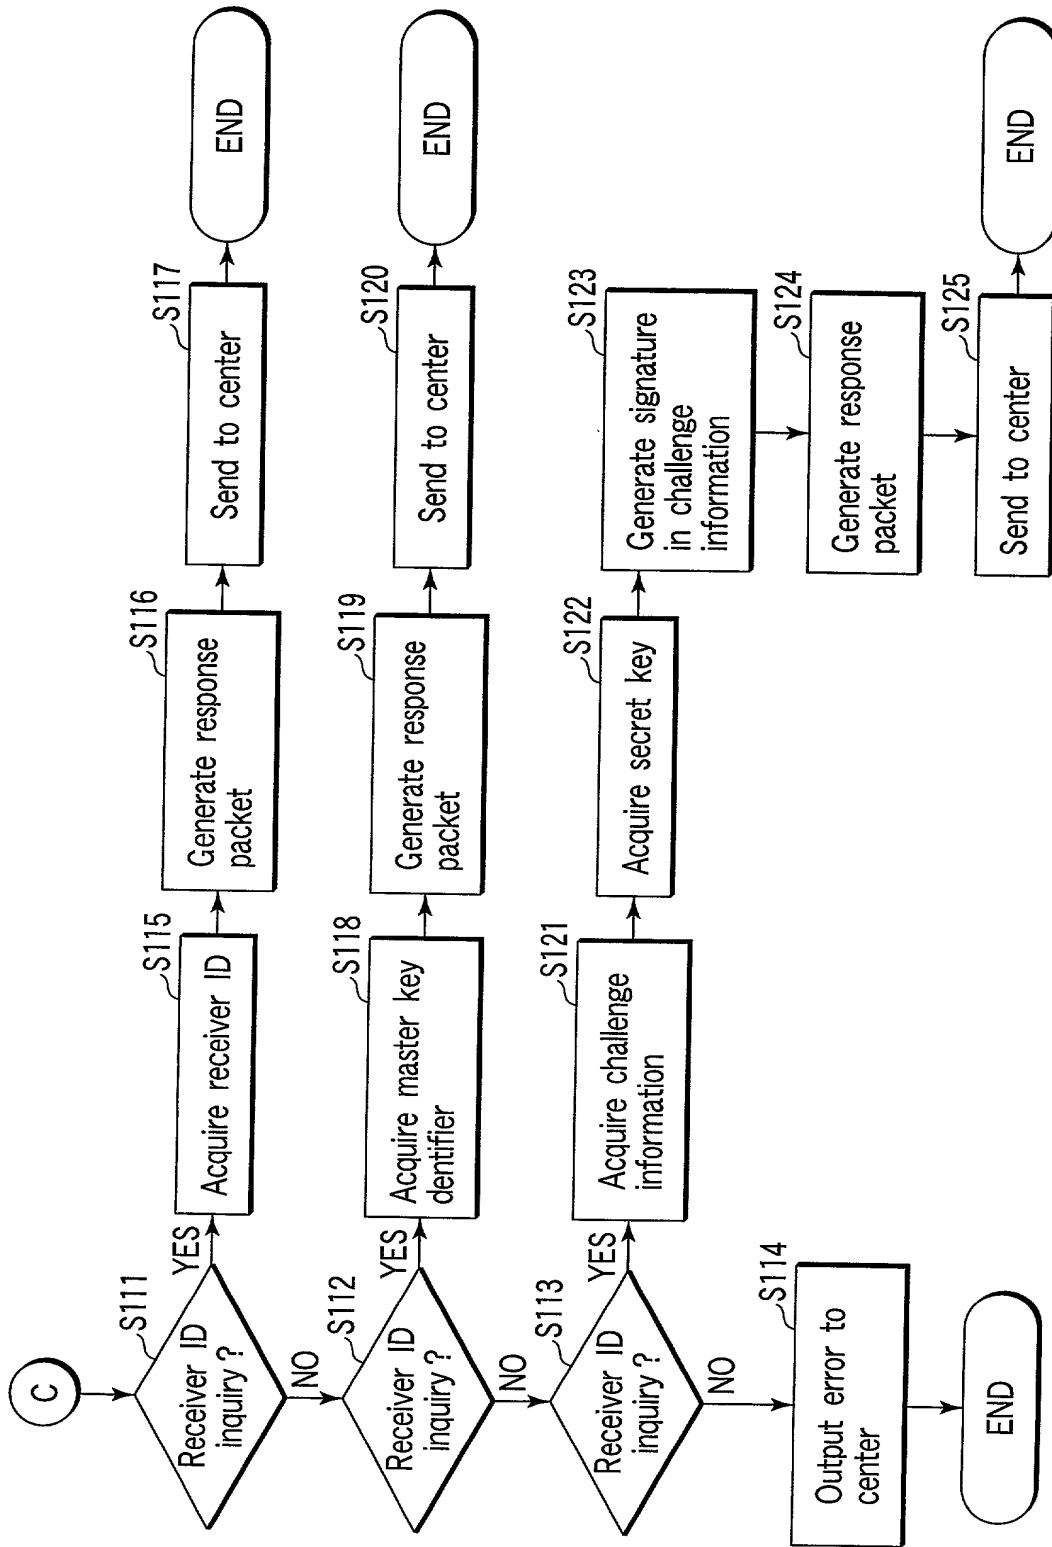 C
S111
Receiver ID
inquiry?
YES
NO
S115
Acquire receiver ID
S116
Generate response
packet
S117
Send to center
END
S112
Receiver ID
inquiry?
YES
NO
S118
Acquire master key
dentifier
S119
Generate response
packet
S120
Send to center
END
S113
Receiver ID
inquiry?
YES
NO
S121
Acquire challenge
information
S122
Acquire secret key
S123
Generate signature
in challenge
information
S124
Generate response
packet
S125
Send to center
END
S114
Output error to
center
END